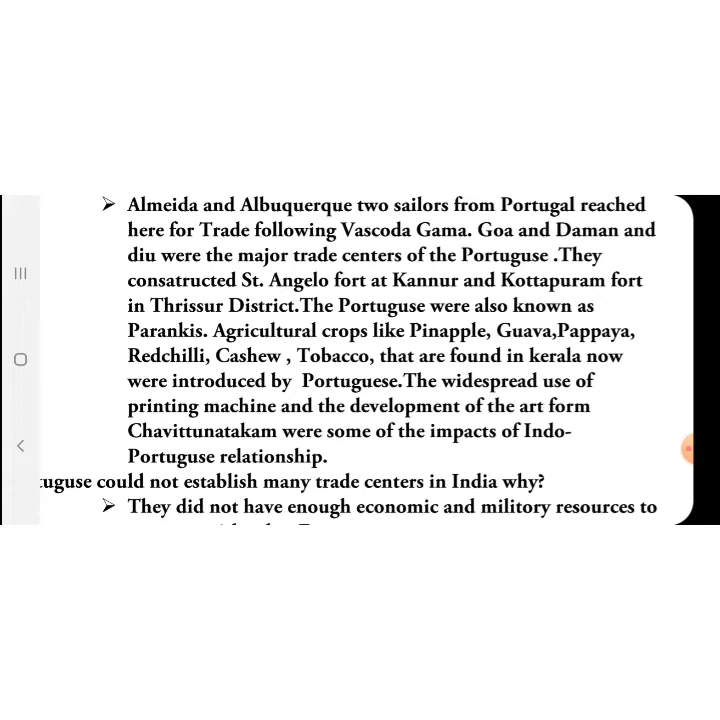 ➢ Almeida and Albuquerque two sailors from Portugal reached
here for Trade following Vascoda Gama. Goa and Daman and
diu were the major trade centers of the Portuguse .They
consatructed St. Angelo fort at Kannur and Kottapuram fort
in Thrissur District.The Portuguse were also known as
Parankis. Agricultural crops like Pinapple, Guava,Pappaya,
Redchilli, Cashew , Tobacco, that are found in kerala now
were introduced by Portuguese.The widespread use of
printing machine and the development of the art form
Chavittunatakam were some of the impacts of Indo-
Portuguse relationship.
tuguse could not establish many trade centers in India why?
➢ They did not have enough economic and military resources to